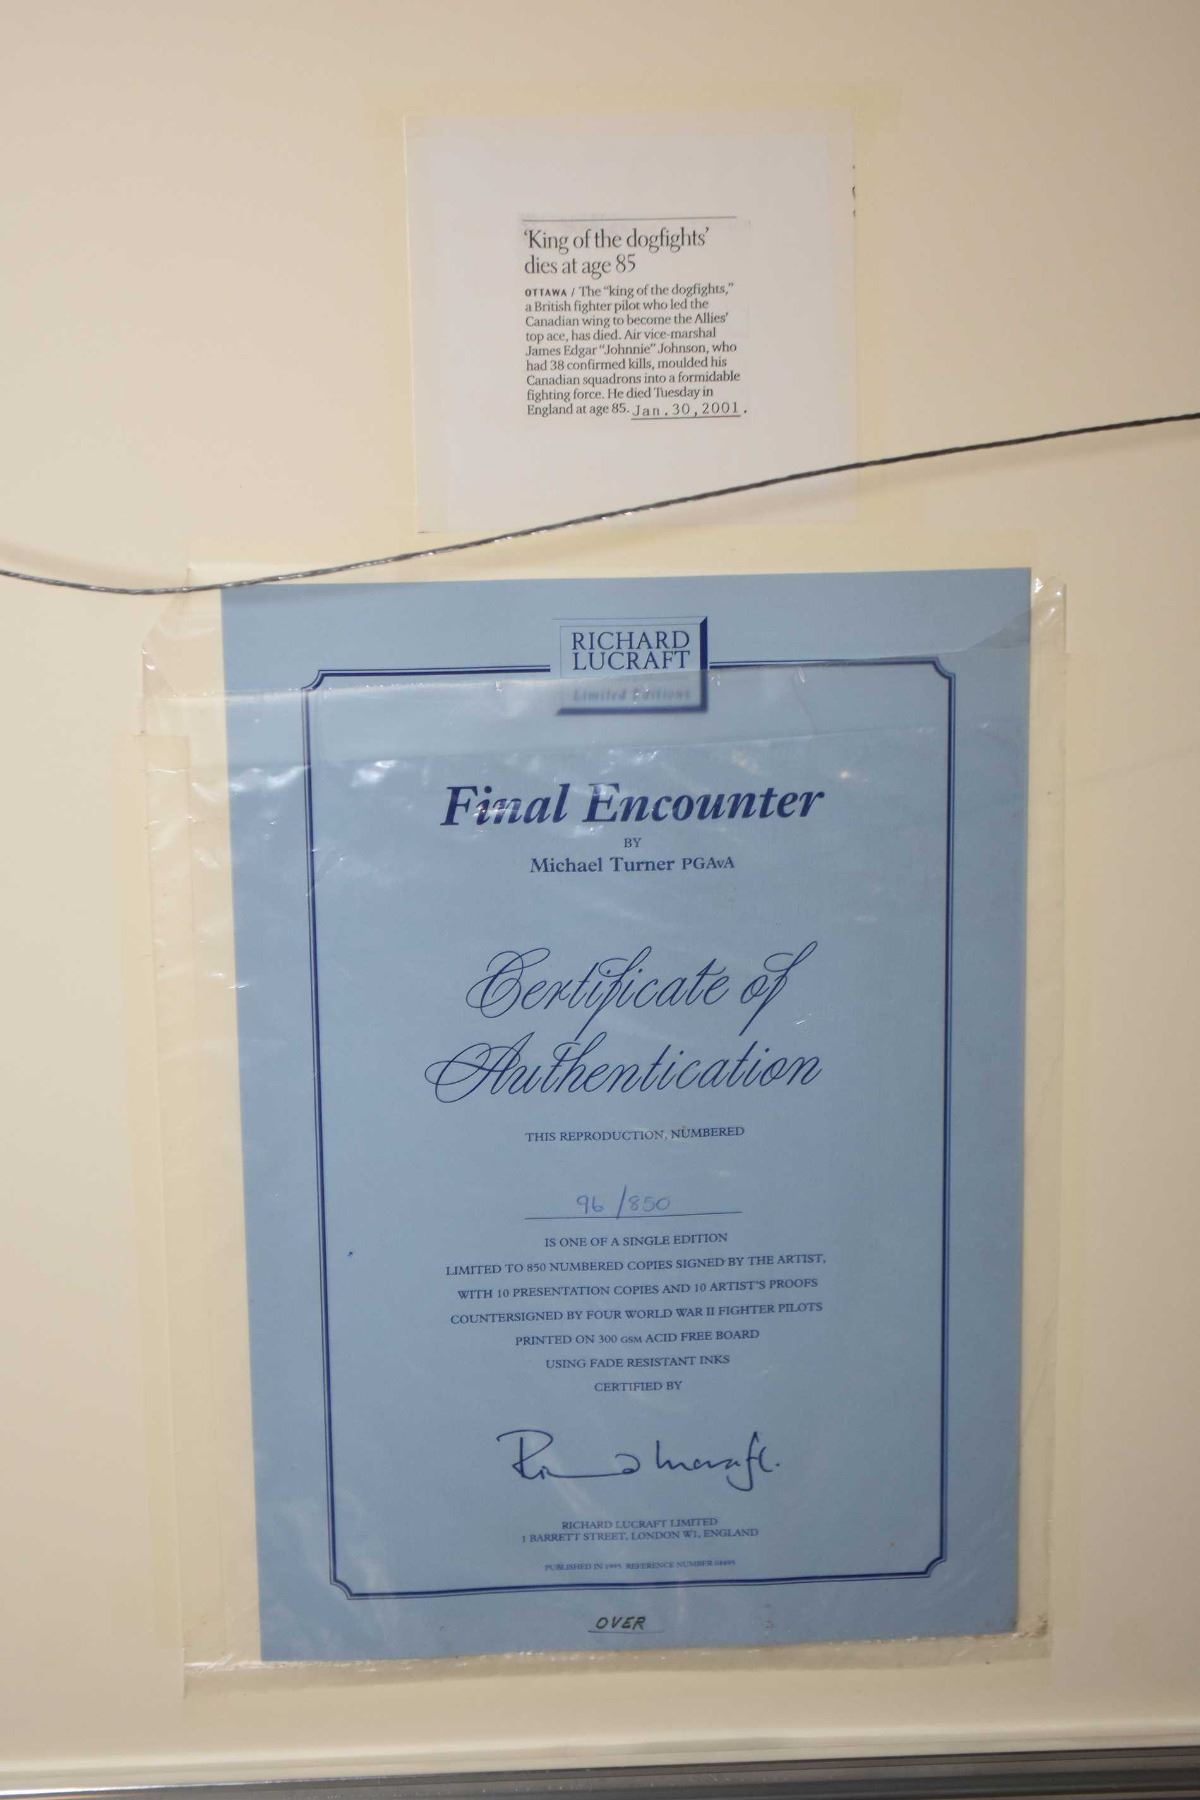 'King of the dogfights'
dies at age 85
OTTAWA / The "king of the dogfights,"
a British fighter pilot who led the
Canadian wing to become the Allies'
top ace, has died. Air vice-marshal
James Edgar "Johnnie" Johnson, who
had 38 confirmed kills, moulded his
Canadian squadrons into a formidable
fighting force. He died Tuesday in
England at age 85. Jan.30,2001.
RICHARD
LUCRAFT
Limited Editions
Final Encounter
BY
Michael Turner PGAvA
Certificate of
Authentication
THIS REPRODUCTION, NUMBERED
96/850
IS ONE OF A SINGLE EDITION
LIMITED TO 850 NUMBERED COPIES SIGNED BY THE ARTIST,
WITH 10 PRESENTATION COPIES AND 10 ARTIST'S PROOFS
COUNTERSIGNED BY FOUR WORLD WAR II FIGHTER PILOTS
PRINTED ON 300 GSM ACID FREE BOARD
USING FADE RESISTANT INKS
CERTIFIED BY
RICHARD LUCRAFT LIMITED
1 BARRETT STREET, LONDON W1, ENGLAND
PUBLISHED IN 1995 REFERENCE NUMBER
OVER